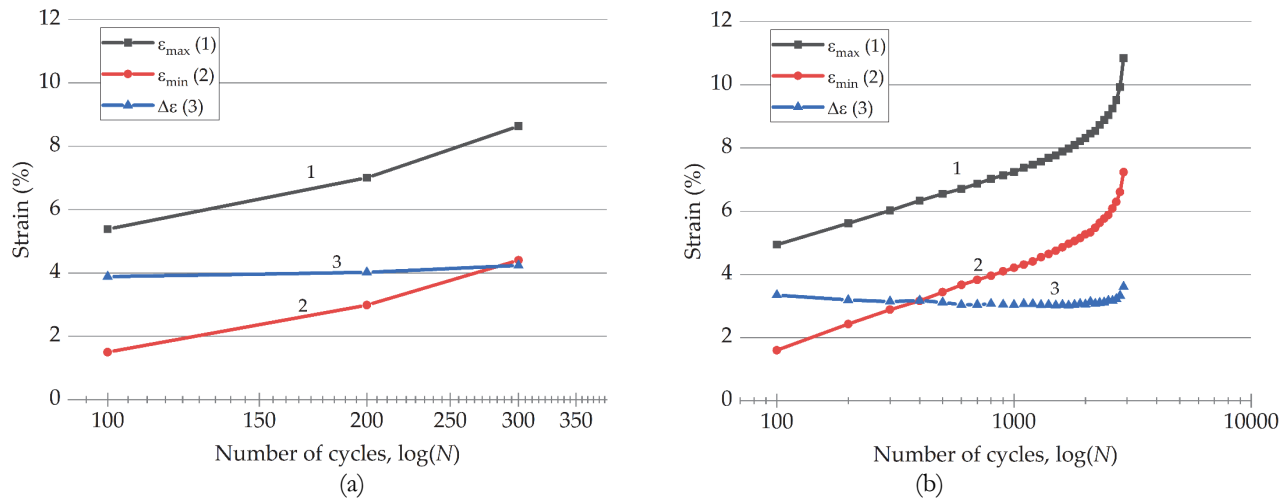 12
10
8
6
4
2
0
Strain (%)
εmax (1)
εmin (2)
Δε (3)
1
3
2
100
150
200
250
300
350
Number of cycles, log(N)
(a)
12
10
8
6
4
2
0
Strain (%)
εmax (1)
εmin (2)
Δε (3)
1
2
3
100
1000
10000
Number of cycles, log(N)
(b)